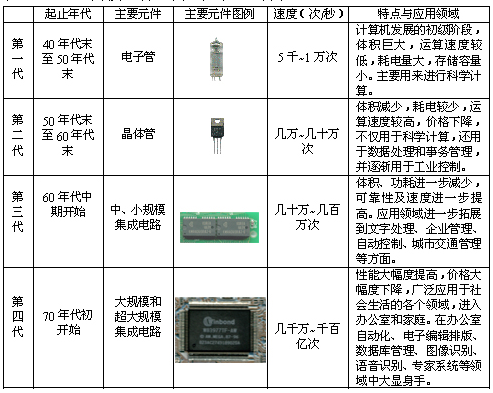 起止年代 主要元件 主要元件图例 速度（次/秒） 特点与应用领域
第一代
40年代末至50年代末
电子管
5千~1万次
计算机发展的初级阶段，
体积巨大，运算速度较
低，耗电量大，存储容量
小。主要用来进行科学计
算。
第二代
50年代末至60年代末
晶体管
几万~几十万次
体积减少，耗电较少，运
算速度较高，价格下降，
不仅用于科学计算，还用
于数据处理和事务管理，
并逐渐用于工业控制。
第三代
60年代中期开始
中、小规模集成电路
几十万~几百万次
体积、功耗进一步减少，
可靠性及速度进一步提
高。应用领域进一步拓展
到文字处理、企业管理、
自动控制、城市交通管理
等方面。
第四代
70年代初开始
大规模和超大规模集成电路
winbond
几千万~千百亿次
性能大幅度提高，价格大
幅度下降，广泛应用于社
会生活的各个领域，进入
办公室和家庭。在办公室
自动化、电子编辑排版、
数据库管理、图像识别、
语音识别、专家系统等领
域中大显身手。